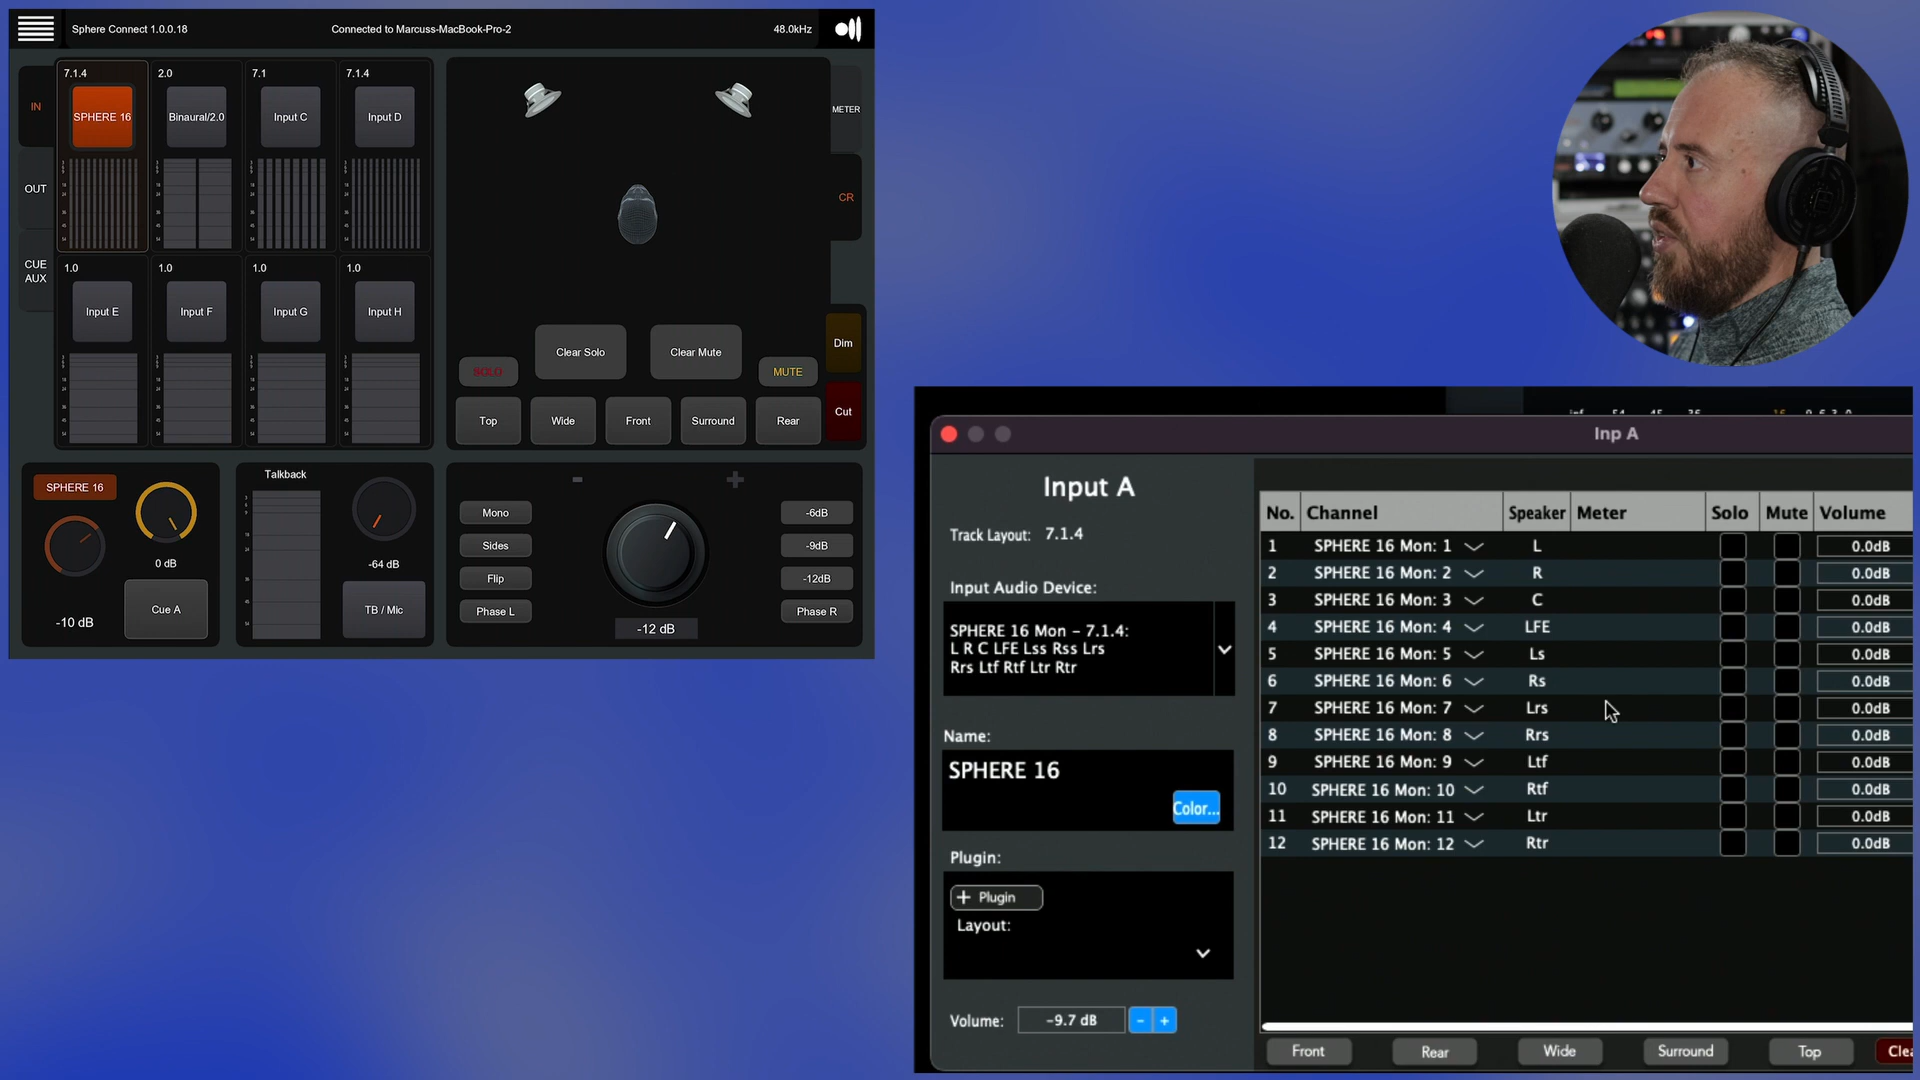 Sphere Connect 1.0.0.18
Connected to Marcuss-MacBook-Pro-2
48.0kHz
IN
OUT
CUE
AUX
7.1.4
2.0
7.1
7.1.4
SPHERE 16
Binaural/2.0
Input C
Input D
1.0
1.0
1.0
1.0
Input E
Input F
Input G
Input H
METER
CR
Dim
Cut
Clear Solo
Clear Mute
SOLO
MUTE
Top
Wide
Front
Surround
Rear
SPHERE 16
0 dB
-10 dB
Cue A
Talkback
-64 dB
TB / Mic
Mono
Sides
Flip
Phase L
-12 dB
-6dB
-9dB
-12dB
Phase R
Inp A
Input A
Track Layout: 7.1.4
Input Audio Device:
SPHERE 16 Mon – 7.1.4:
L R C LFE Lss Rss Lrs
Rrs Ltf Rtf Ltr Rtr
Name:
SPHERE 16
Color...
Plugin:
+ Plugin
Layout:
Volume: -9.7 dB - +
No. Channel Speaker Meter Solo Mute Volume
1 SPHERE 16 Mon: 1 L 0.0dB
2 SPHERE 16 Mon: 2 R 0.0dB
3 SPHERE 16 Mon: 3 C 0.0dB
4 SPHERE 16 Mon: 4 LFE 0.0dB
5 SPHERE 16 Mon: 5 Ls 0.0dB
6 SPHERE 16 Mon: 6 Rs 0.0dB
7 SPHERE 16 Mon: 7 Lrs 0.0dB
8 SPHERE 16 Mon: 8 Rrs 0.0dB
9 SPHERE 16 Mon: 9 Ltf 0.0dB
10 SPHERE 16 Mon: 10 Rtf 0.0dB
11 SPHERE 16 Mon: 11 Ltr 0.0dB
12 SPHERE 16 Mon: 12 Rtr 0.0dB
Front
Rear
Wide
Surround
Top
Clea